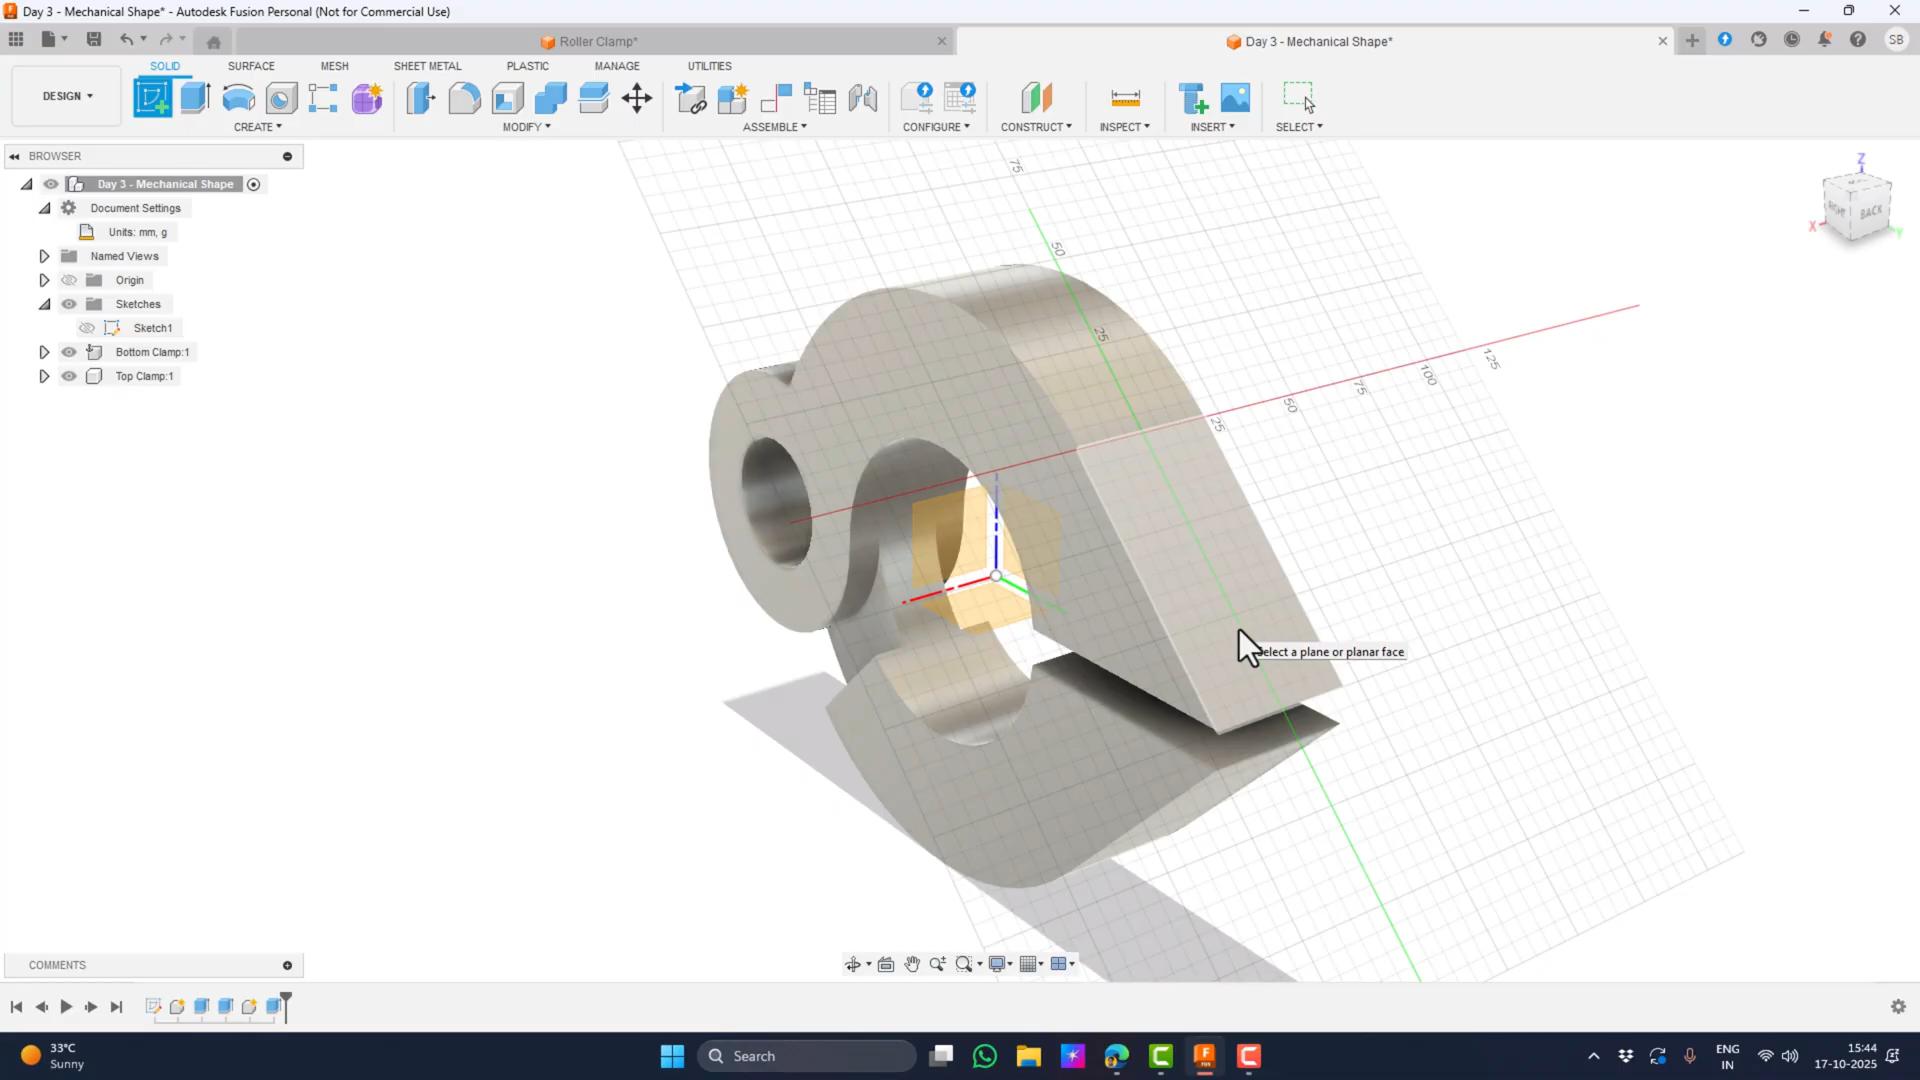 Day 3 - Mechanical Shape* - Autodesk Fusion Personal (Not for Commercial Use)
Roller Clamp*
Day 3 - Mechanical Shape*
SB
DESIGN
SOLID
SURFACE
MESH
SHEET METAL
PLASTIC
MANAGE
UTILITIES
CREATE
MODIFY
ASSEMBLE
CONFIGURE
CONSTRUCT
INSPECT
INSERT
SELECT
BROWSER
Day 3 - Mechanical Shape
Document Settings
Units: mm, g
Named Views
Origin
Sketches
Sketch1
Bottom Clamp:1
Top Clamp:1
75
50
25
25
50
75
100
125
Z
RIGHT
BACK
X
Y
Select a plane or planar face
COMMENTS
33°C
Sunny
Search
ENG
IN
15:44
17-10-2025